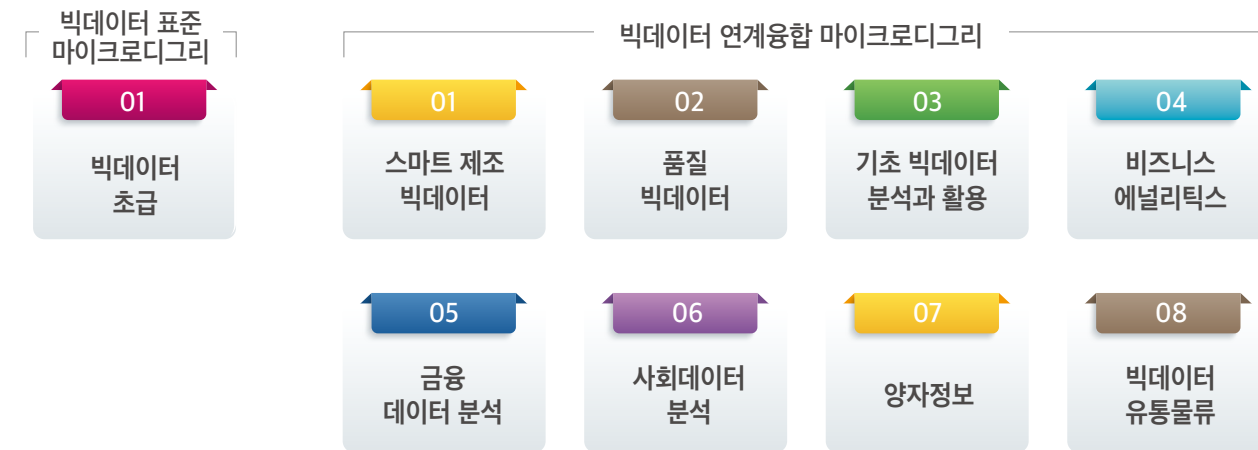 빅데이터 표준
마이크로디그리
빅데이터 연계융합 마이크로디그리
01
빅데이터
초급
01
스마트 제조
빅데이터
02
품질
빅데이터
03
기초 빅데이터
분석과 활용
04
비즈니스
에널리틱스
05
금융
데이터 분석
06
사회데이터
분석
07
양자정보
08
빅데이터
유통물류